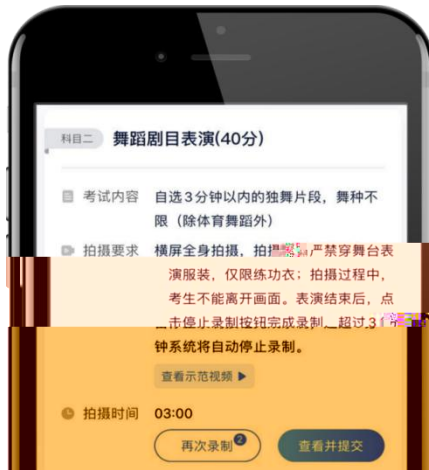 科目二 舞蹈剧目表演(40分)
考试内容 自选3分钟以内的独舞片段，舞种不
限（除体育舞蹈外）
拍摄要求 横屏全身拍摄，拍摄 严禁穿舞台表
演服装，仅限练功衣；拍摄过程中，
考生不能离开画面。表演结束后，点
击停止录制按钮完成录制，超过3
钟系统将自动停止录制。
查看示范视频
拍摄时间 03:00
再次录制 2 查看并提交